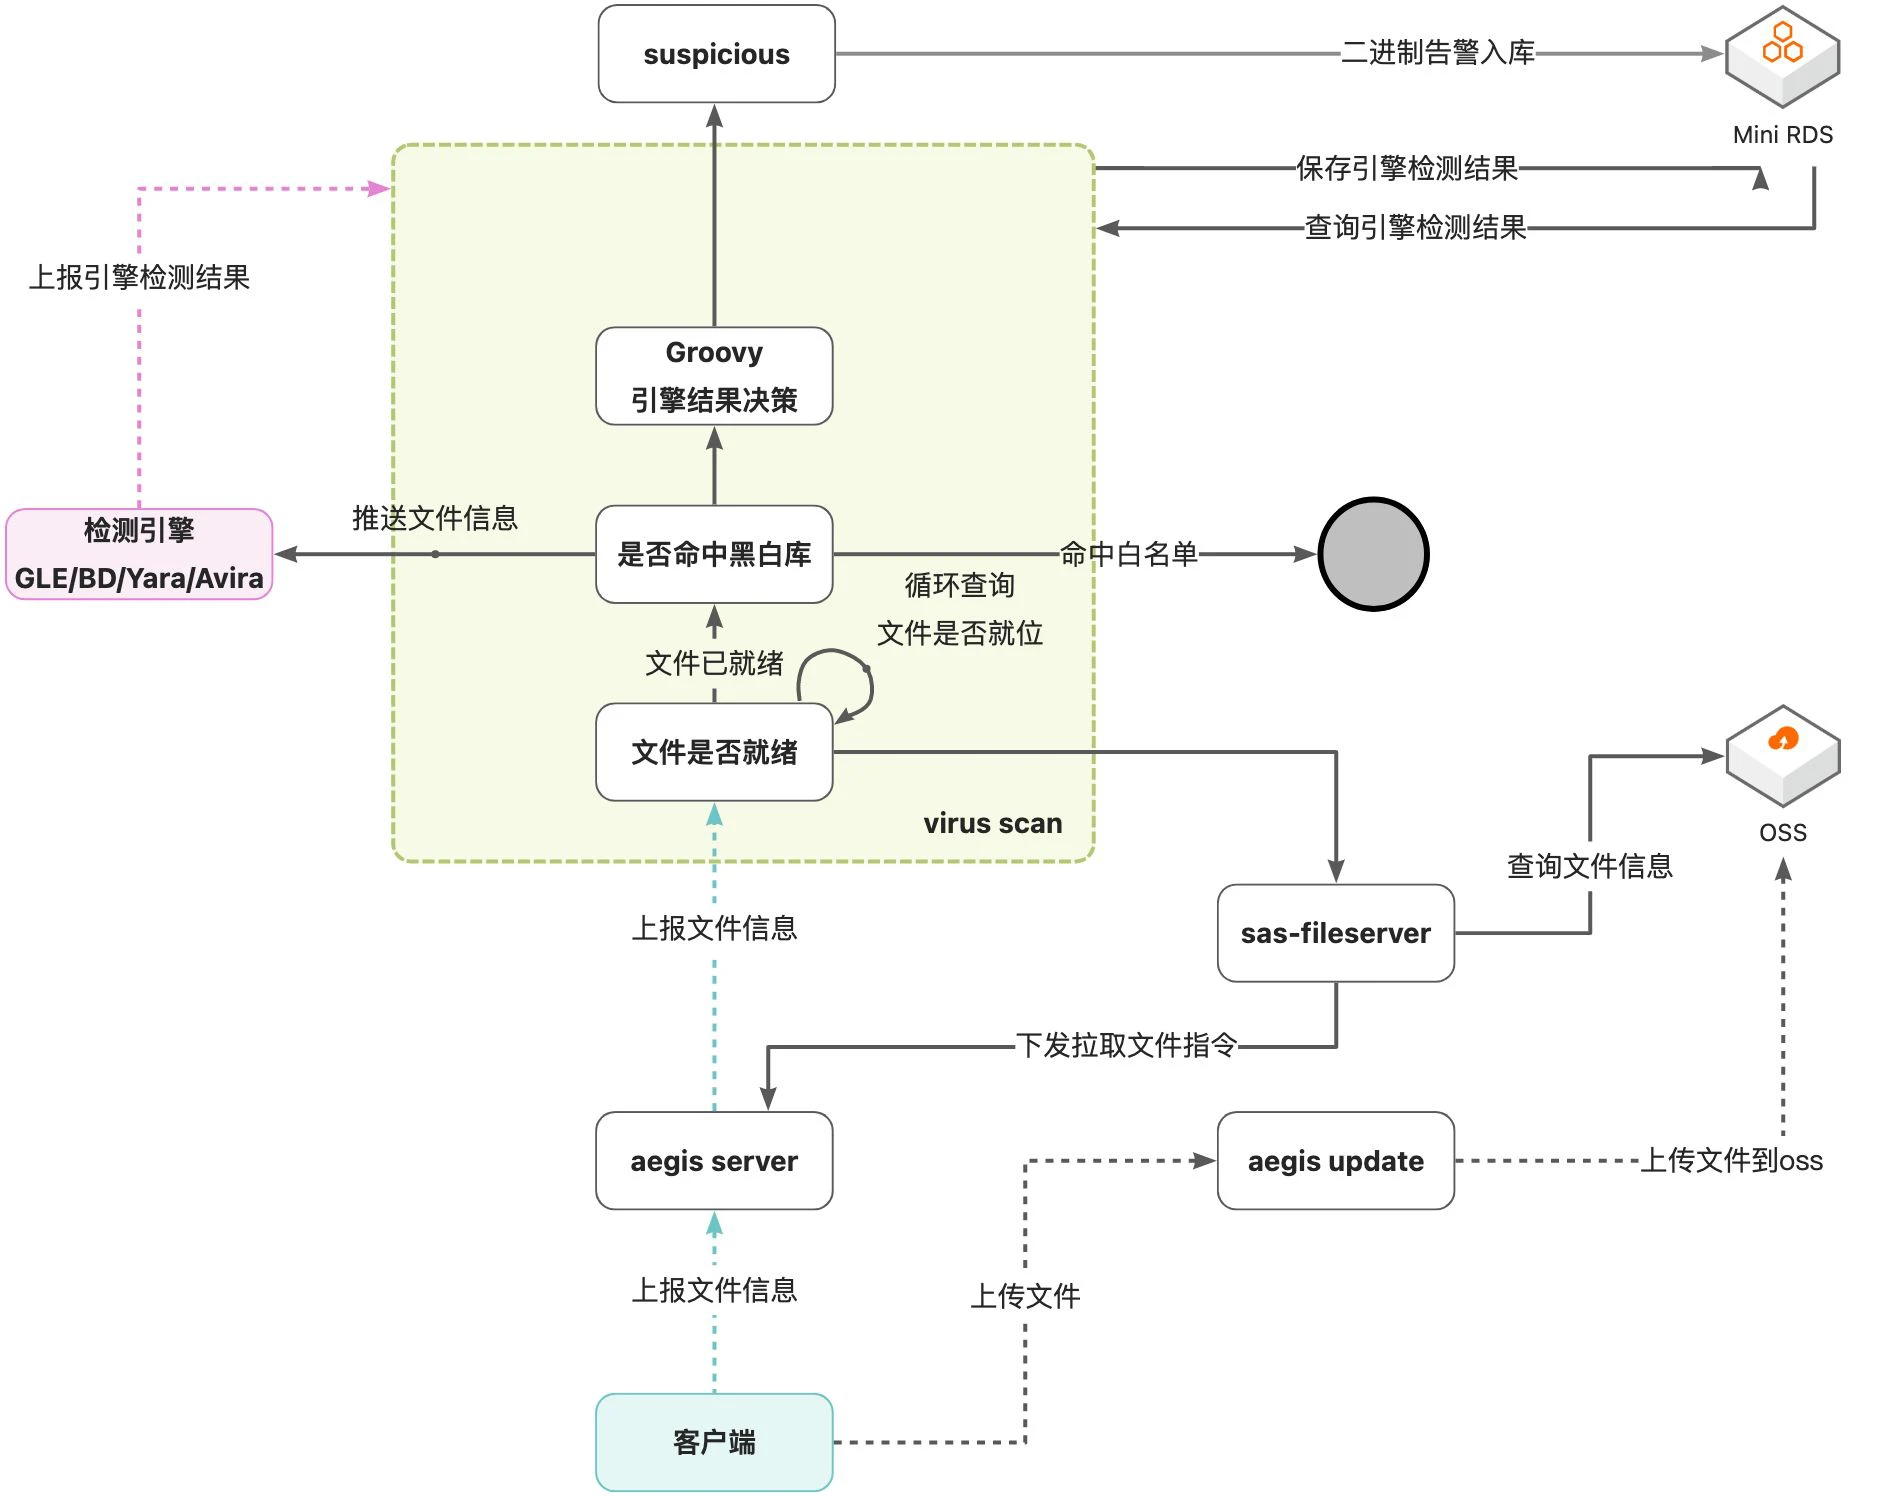 suspicious
二进制告警入库
Mini RDS
保存引擎检测结果
查询引擎检测结果
上报引擎检测结果
Groovy
引擎结果决策
检测引擎
GLE/BD/Yara/Avira
推送文件信息
是否命中黑白库
命中白名单
循环查询
文件是否就位
文件已就绪
文件是否就绪
virus scan
OSS
查询文件信息
上报文件信息
sas-fileserver
下发拉取文件指令
aegis server
aegis update
上传文件到oss
上报文件信息
上传文件
客户端